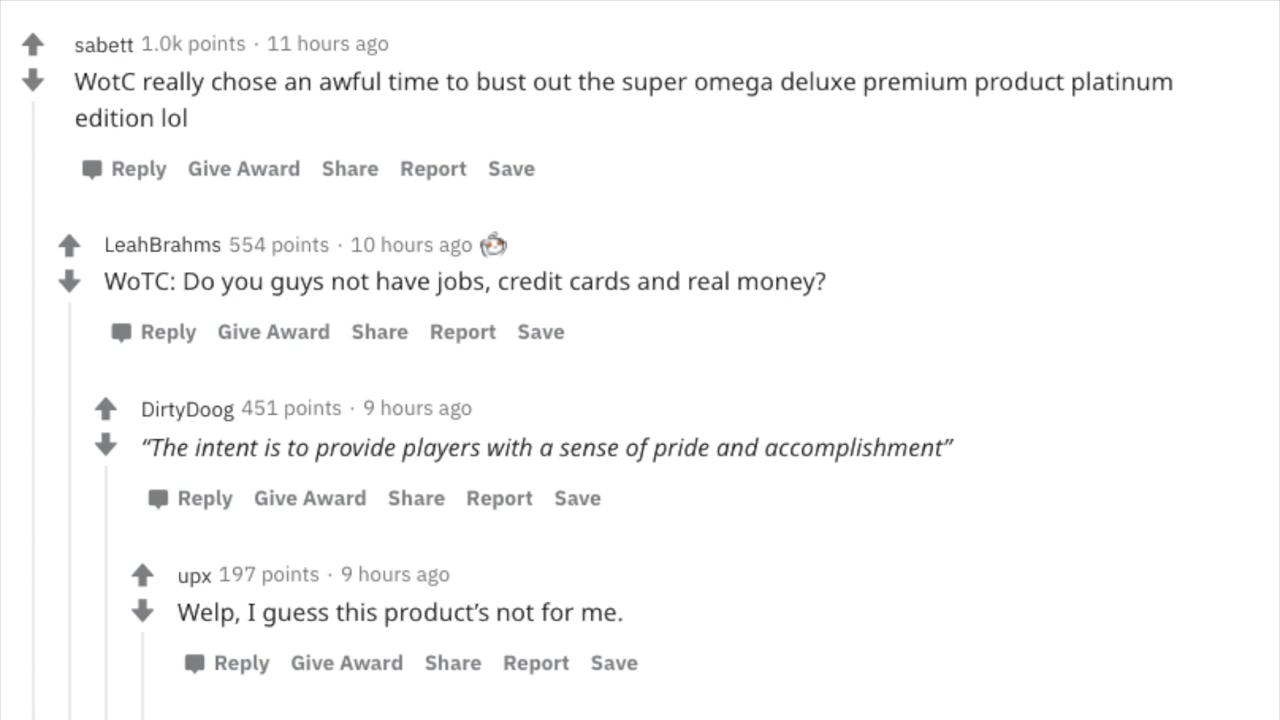 sabett 1.0k points · 11 hours ago
WotC really chose an awful time to bust out the super omega deluxe premium product platinum
edition lol
Reply Give Award Share Report Save
LeahBrahms 554 points · 10 hours ago
WoTC: Do you guys not have jobs, credit cards and real money?
Reply Give Award Share Report Save
DirtyDoog 451 points · 9 hours ago
“The intent is to provide players with a sense of pride and accomplishment”
Reply Give Award Share Report Save
upx 197 points · 9 hours ago
Welp, I guess this product’s not for me.
Reply Give Award Share Report Save